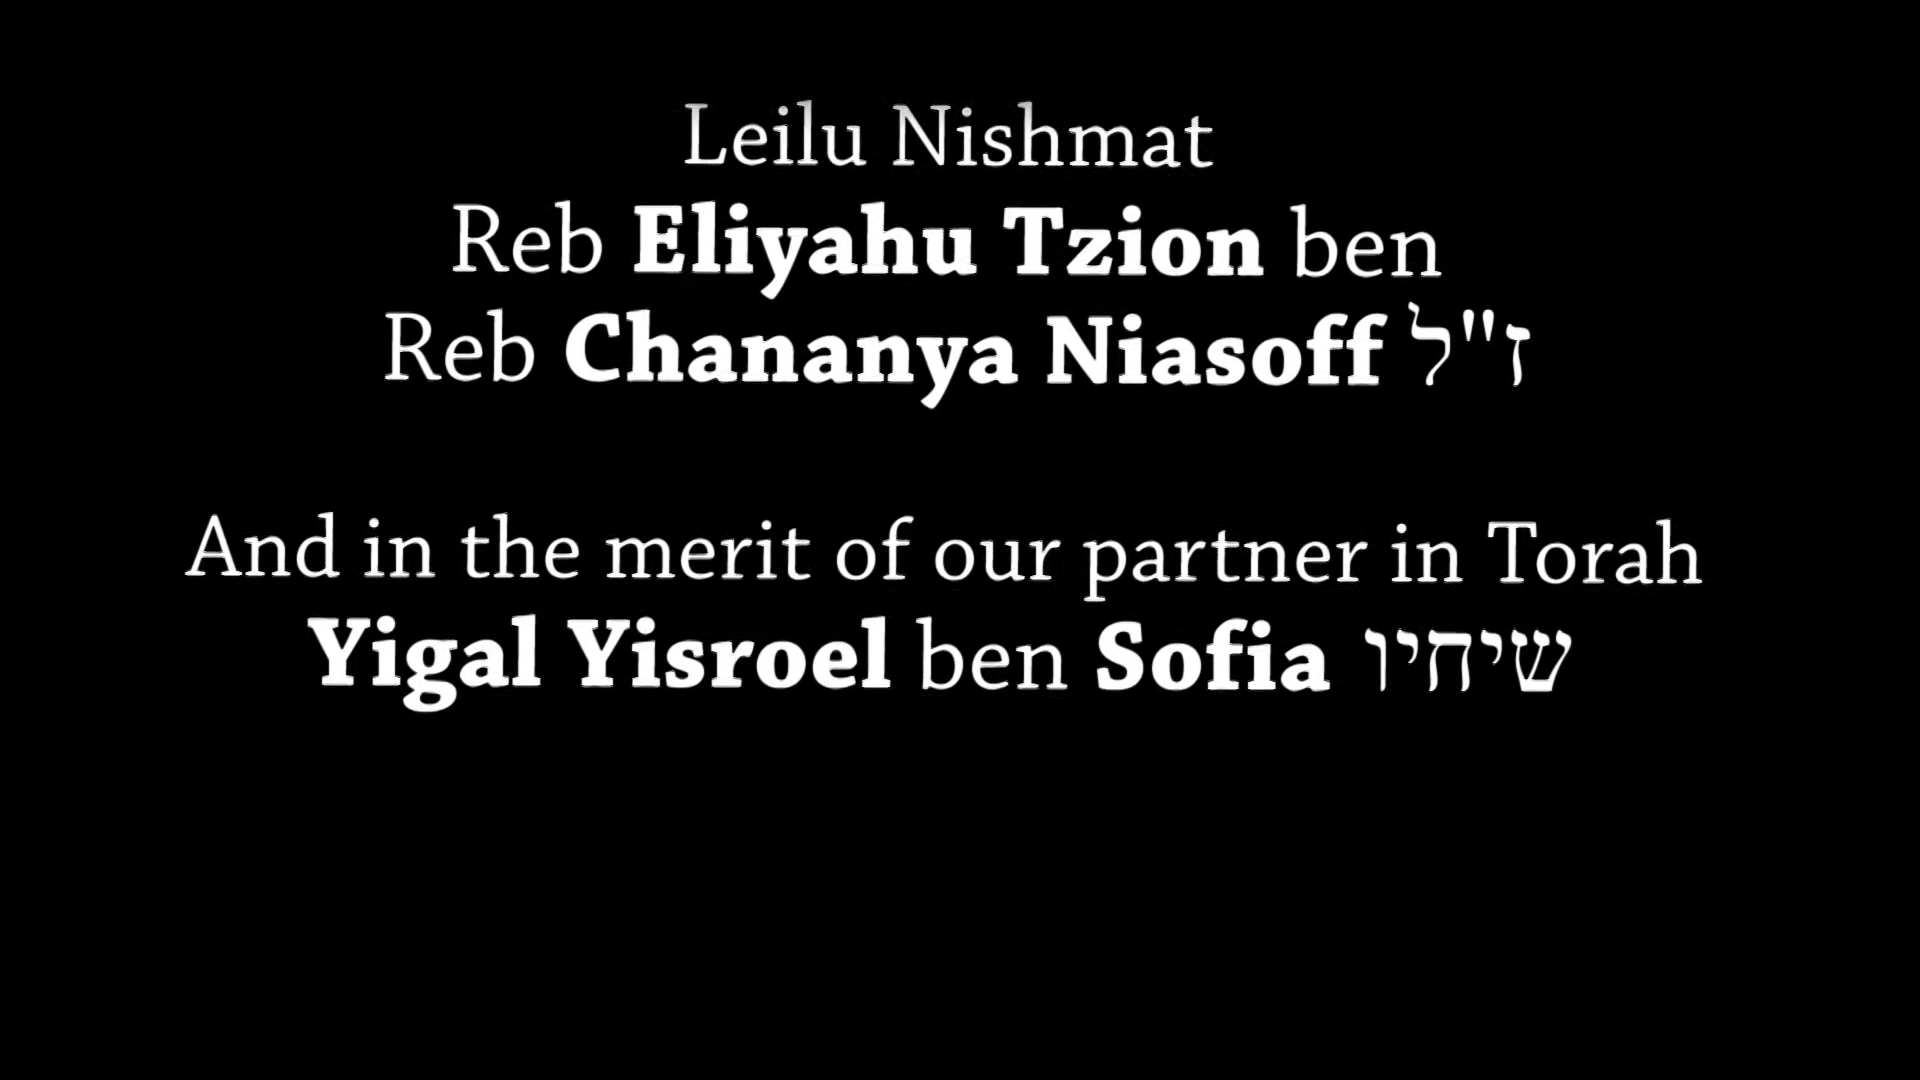 Leilu Nishmat
Reb Eliyahu Tzion ben
Reb Chananya Niasoff ז"ל
And in the merit of our partner in Torah
Yigal Yisroel ben Sofia שיחיו